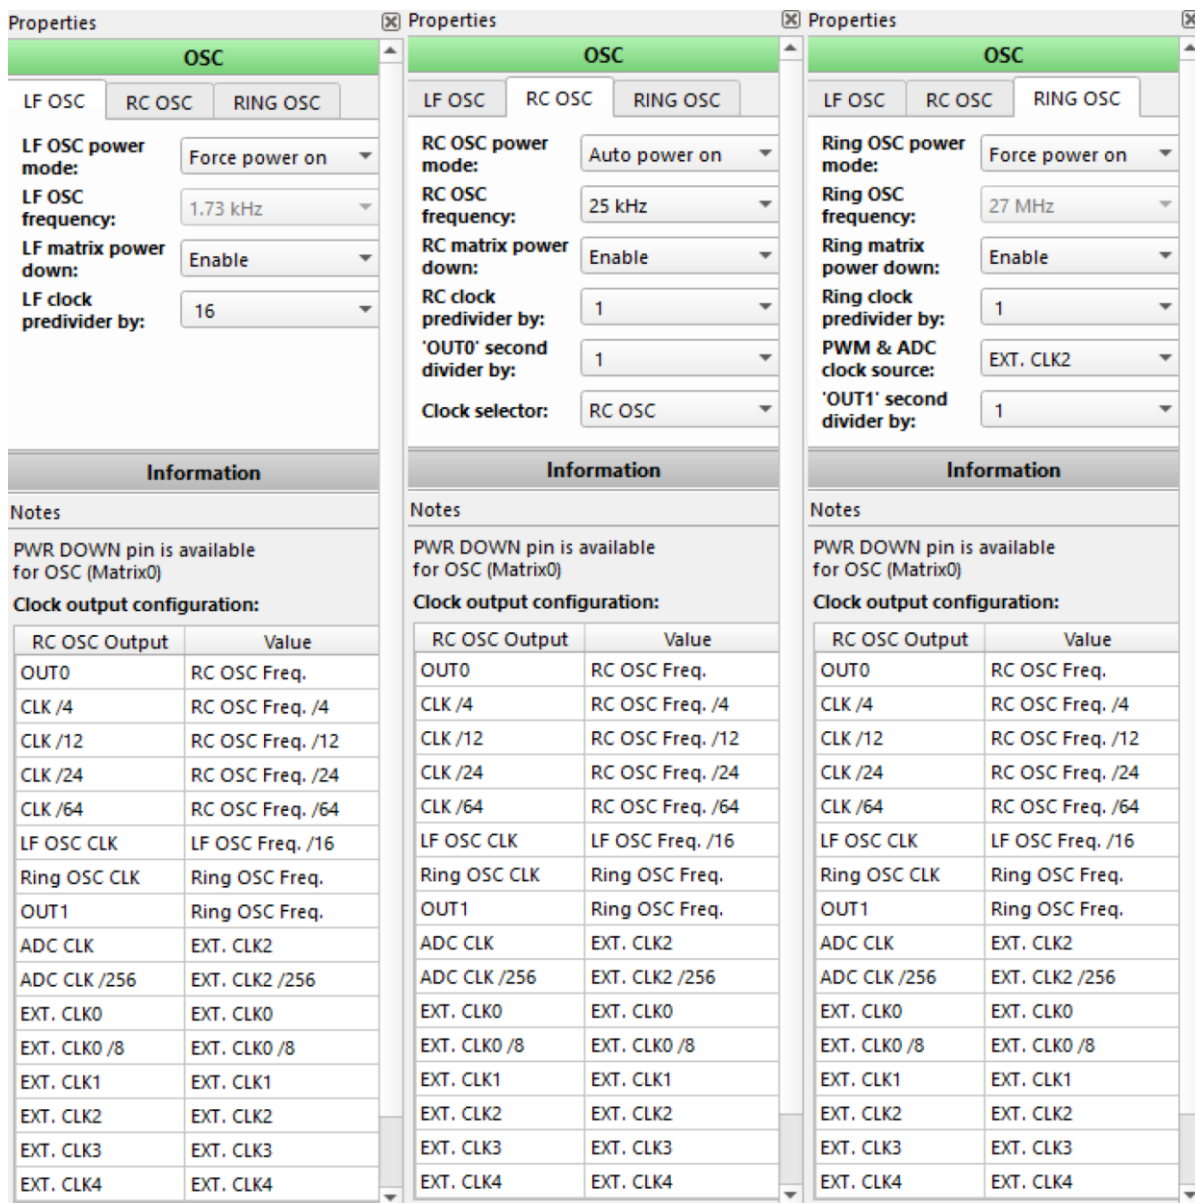 Properties
OSC
LF OSC RC OSC RING OSC
LF OSC power mode: Force power on
LF OSC frequency: 1.73 kHz
LF matrix power down: Enable
LF clock predivider by: 16
Information
Notes
PWR DOWN pin is available
for OSC (Matrix0)
Clock output configuration:
RC OSC Output Value
OUT0 RC OSC Freq.
CLK /4 RC OSC Freq. /4
CLK /12 RC OSC Freq. /12
CLK /24 RC OSC Freq. /24
CLK /64 RC OSC Freq. /64
LF OSC CLK LF OSC Freq. /16
Ring OSC CLK Ring OSC Freq.
OUT1 Ring OSC Freq.
ADC CLK EXT. CLK2
ADC CLK /256 EXT. CLK2 /256
EXT. CLK0 EXT. CLK0
EXT. CLK0 /8 EXT. CLK0 /8
EXT. CLK1 EXT. CLK1
EXT. CLK2 EXT. CLK2
EXT. CLK3 EXT. CLK3
EXT. CLK4 EXT. CLK4
Properties
OSC
LF OSC RC OSC RING OSC
RC OSC power mode: Auto power on
RC OSC frequency: 25 kHz
RC matrix power down: Enable
RC clock predivider by: 1
'OUT0' second divider by: 1
Clock selector: RC OSC
Information
Notes
PWR DOWN pin is available
for OSC (Matrix0)
Clock output configuration:
RC OSC Output Value
OUT0 RC OSC Freq.
CLK /4 RC OSC Freq. /4
CLK /12 RC OSC Freq. /12
CLK /24 RC OSC Freq. /24
CLK /64 RC OSC Freq. /64
LF OSC CLK LF OSC Freq. /16
Ring OSC CLK Ring OSC Freq.
OUT1 Ring OSC Freq.
ADC CLK EXT. CLK2
ADC CLK /256 EXT. CLK2 /256
EXT. CLK0 EXT. CLK0
EXT. CLK0 /8 EXT. CLK0 /8
EXT. CLK1 EXT. CLK1
EXT. CLK2 EXT. CLK2
EXT. CLK3 EXT. CLK3
EXT. CLK4 EXT. CLK4
Properties
OSC
LF OSC RC OSC RING OSC
Ring OSC power mode: Force power on
Ring OSC frequency: 27 MHz
Ring matrix power down: Enable
Ring clock predivider by: 1
PWM & ADC clock source: EXT. CLK2
'OUT1' second divider by: 1
Information
Notes
PWR DOWN pin is available
for OSC (Matrix0)
Clock output configuration:
RC OSC Output Value
OUT0 RC OSC Freq.
CLK /4 RC OSC Freq. /4
CLK /12 RC OSC Freq. /12
CLK /24 RC OSC Freq. /24
CLK /64 RC OSC Freq. /64
LF OSC CLK LF OSC Freq. /16
Ring OSC CLK Ring OSC Freq.
OUT1 Ring OSC Freq.
ADC CLK EXT. CLK2
ADC CLK /256 EXT. CLK2 /256
EXT. CLK0 EXT. CLK0
EXT. CLK0 /8 EXT. CLK0 /8
EXT. CLK1 EXT. CLK1
EXT. CLK2 EXT. CLK2
EXT. CLK3 EXT. CLK3
EXT. CLK4 EXT. CLK4